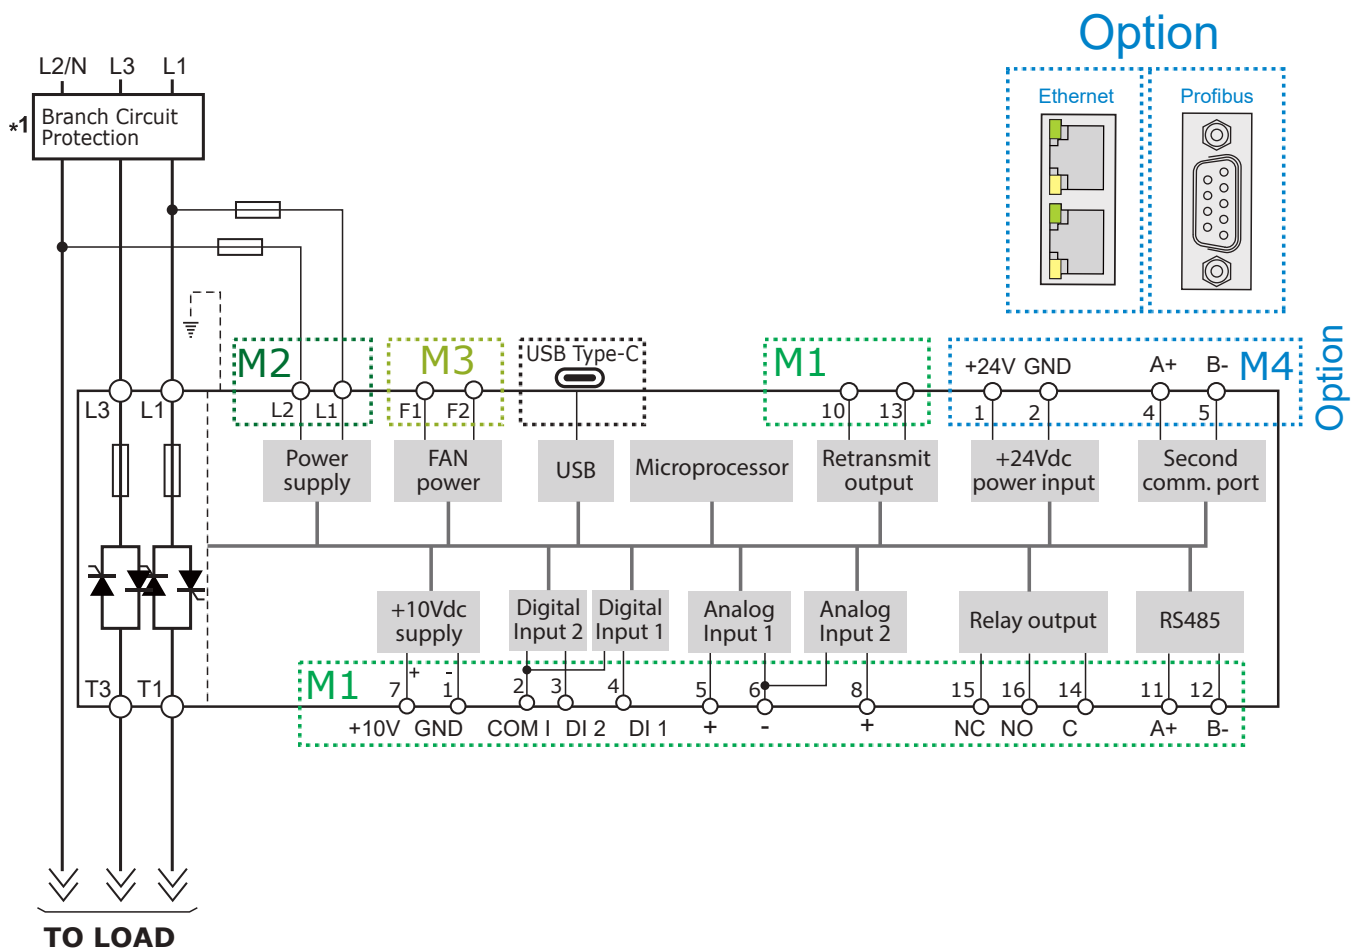 Option
L2/N L3 L1
Ethernet Profibus
*1 Branch Circuit
Protection
M2 M3 USB Type-C M1 +24V GND A+ B- M4
Option
L3 L1 L2 L1 F1 F2 10 13 1 2 4 5
Power
supply
FAN
power
USB
Microprocessor
Retransmit
output
+24Vdc
power input
Second
comm. port
+10Vdc
supply
Digital
Input 2
Digital
Input 1
Analog
Input 1
Analog
Input 2
Relay output
RS485
T3 T1 M1 7 + - 1 2 3 4 5 6 8 15 16 14 11 12
+10V GND COM I DI 2 DI 1 + - + NC NO C A+ B-
TO LOAD